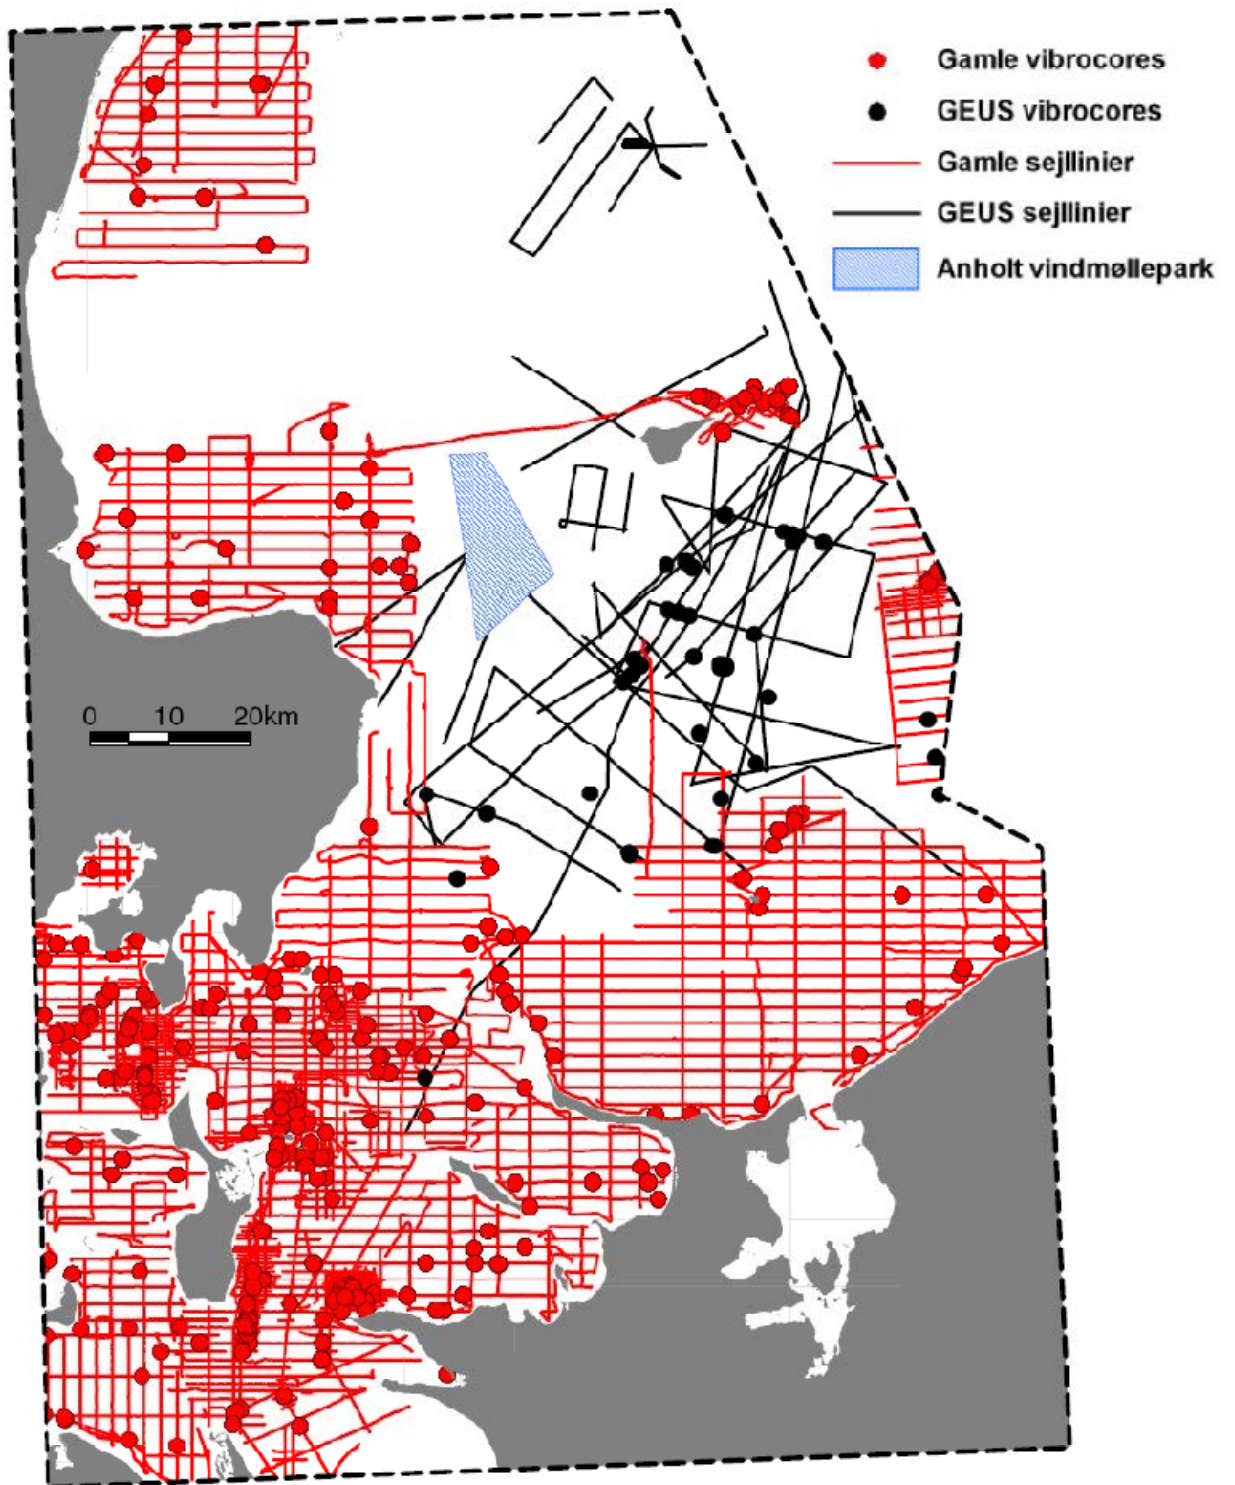 Gamle vibrocores
GEUS vibrocores
Gamle sejllinier
GEUS sejllinier
Anholt vindmøllepark
0 10 20km